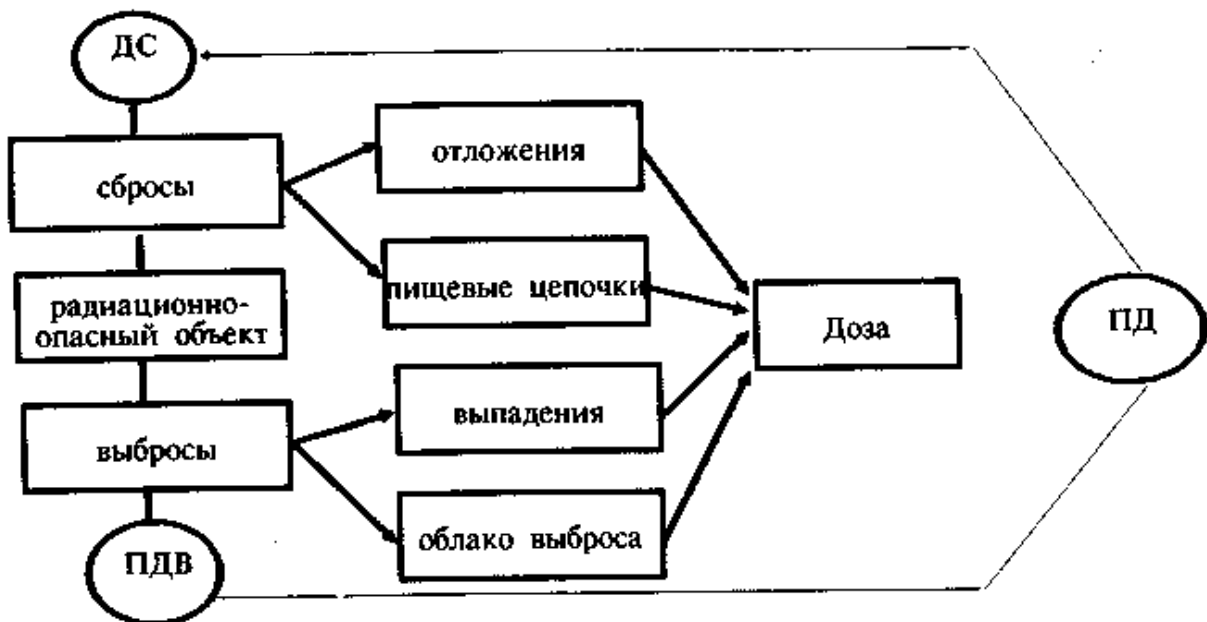 ДС
сбросы
радиационно-
опасный объект
выбросы
ПДВ
отложения
пищевые цепочки
выпадения
облако выброса
Доза
ПД